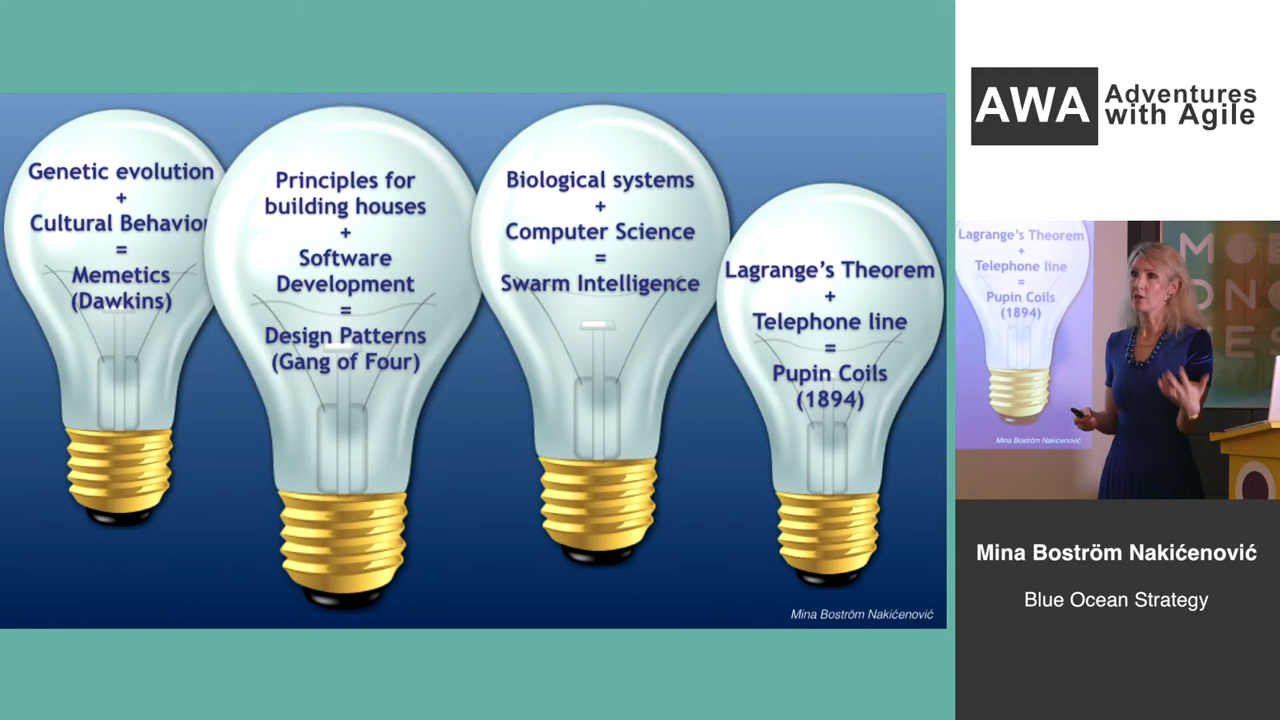 Genetic evolution
+
Cultural Behavior
=
Memetics
(Dawkins)
Principles for
building houses
+
Software
Development
=
Design Patterns
(Gang of Four)
Biological systems
+
Computer Science
=
Swarm Intelligence
Lagrange's Theorem
+
Telephone line
=
Pupin Coils
(1894)
Mina Boström Nakićenović
AWA Adventures
with Agile
Lagrange's Theorem
+
Telephone line
=
Pupin Coils
(1894)
Mina Boström Nakićenović
Mina Boström Nakićenović
Blue Ocean Strategy